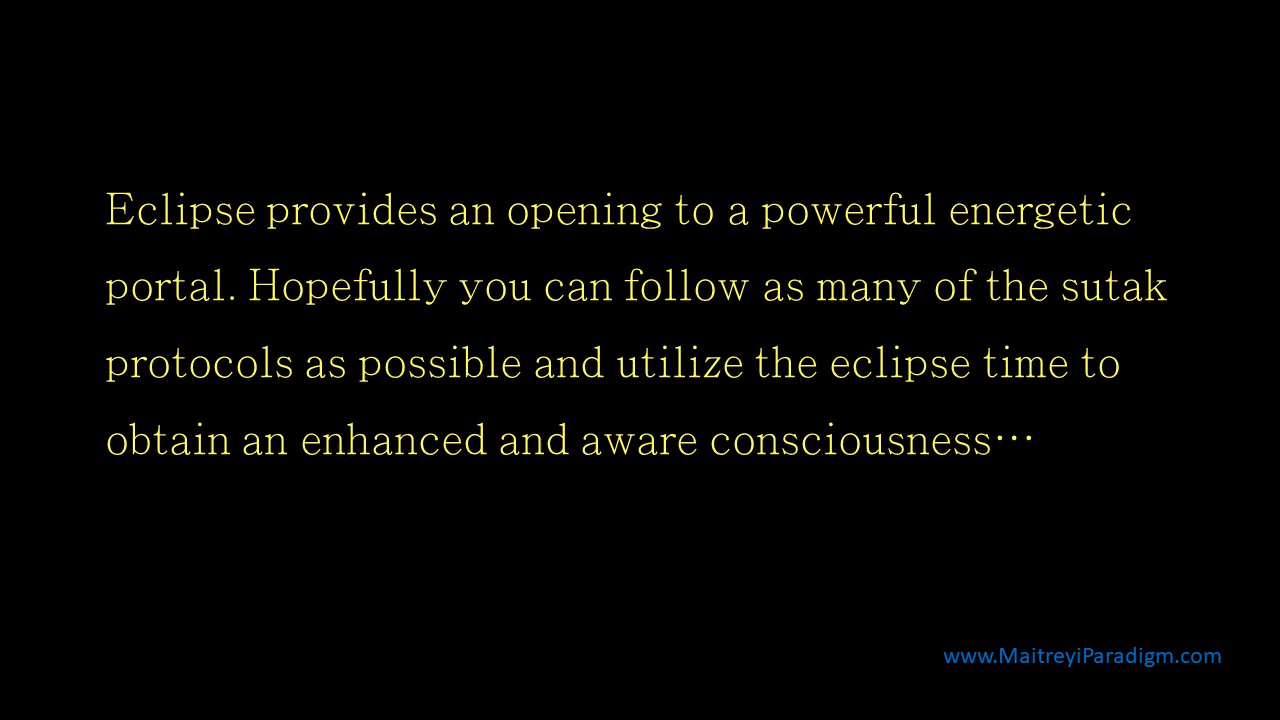 Eclipse provides an opening to a powerful energetic
portal. Hopefully you can follow as many of the sutak
protocols as possible and utilize the eclipse time to
obtain an enhanced and aware consciousness…
www.MaitreyiParadigm.com